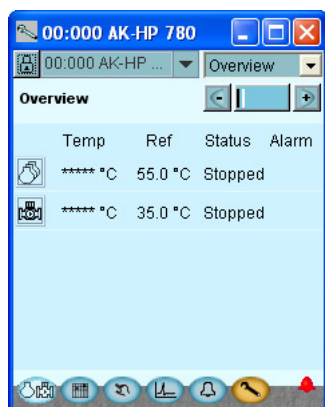 00:000 AK-HP 780
00:000 AK-HP ... Overview
Overview
Temp Ref Status Alarm
***** °C 55.0 °C Stopped
***** °C 35.0 °C Stopped